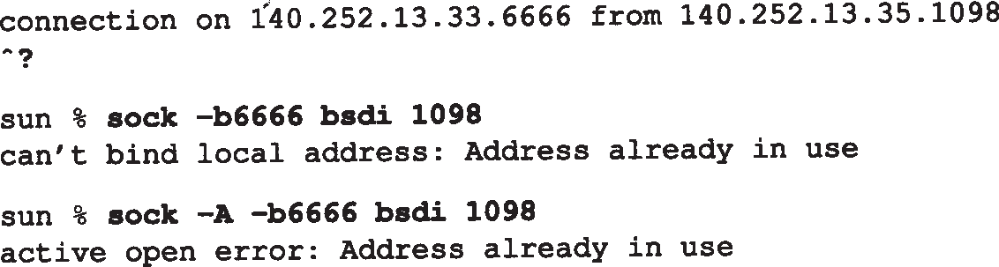 connection on 140.252.13.33.6666 from 140.252.13.35.1098
^?
sun % sock -b6666 bsdi 1098
can't bind local address: Address already in use
sun % sock -A -b6666 bsdi 1098
active open error: Address already in use